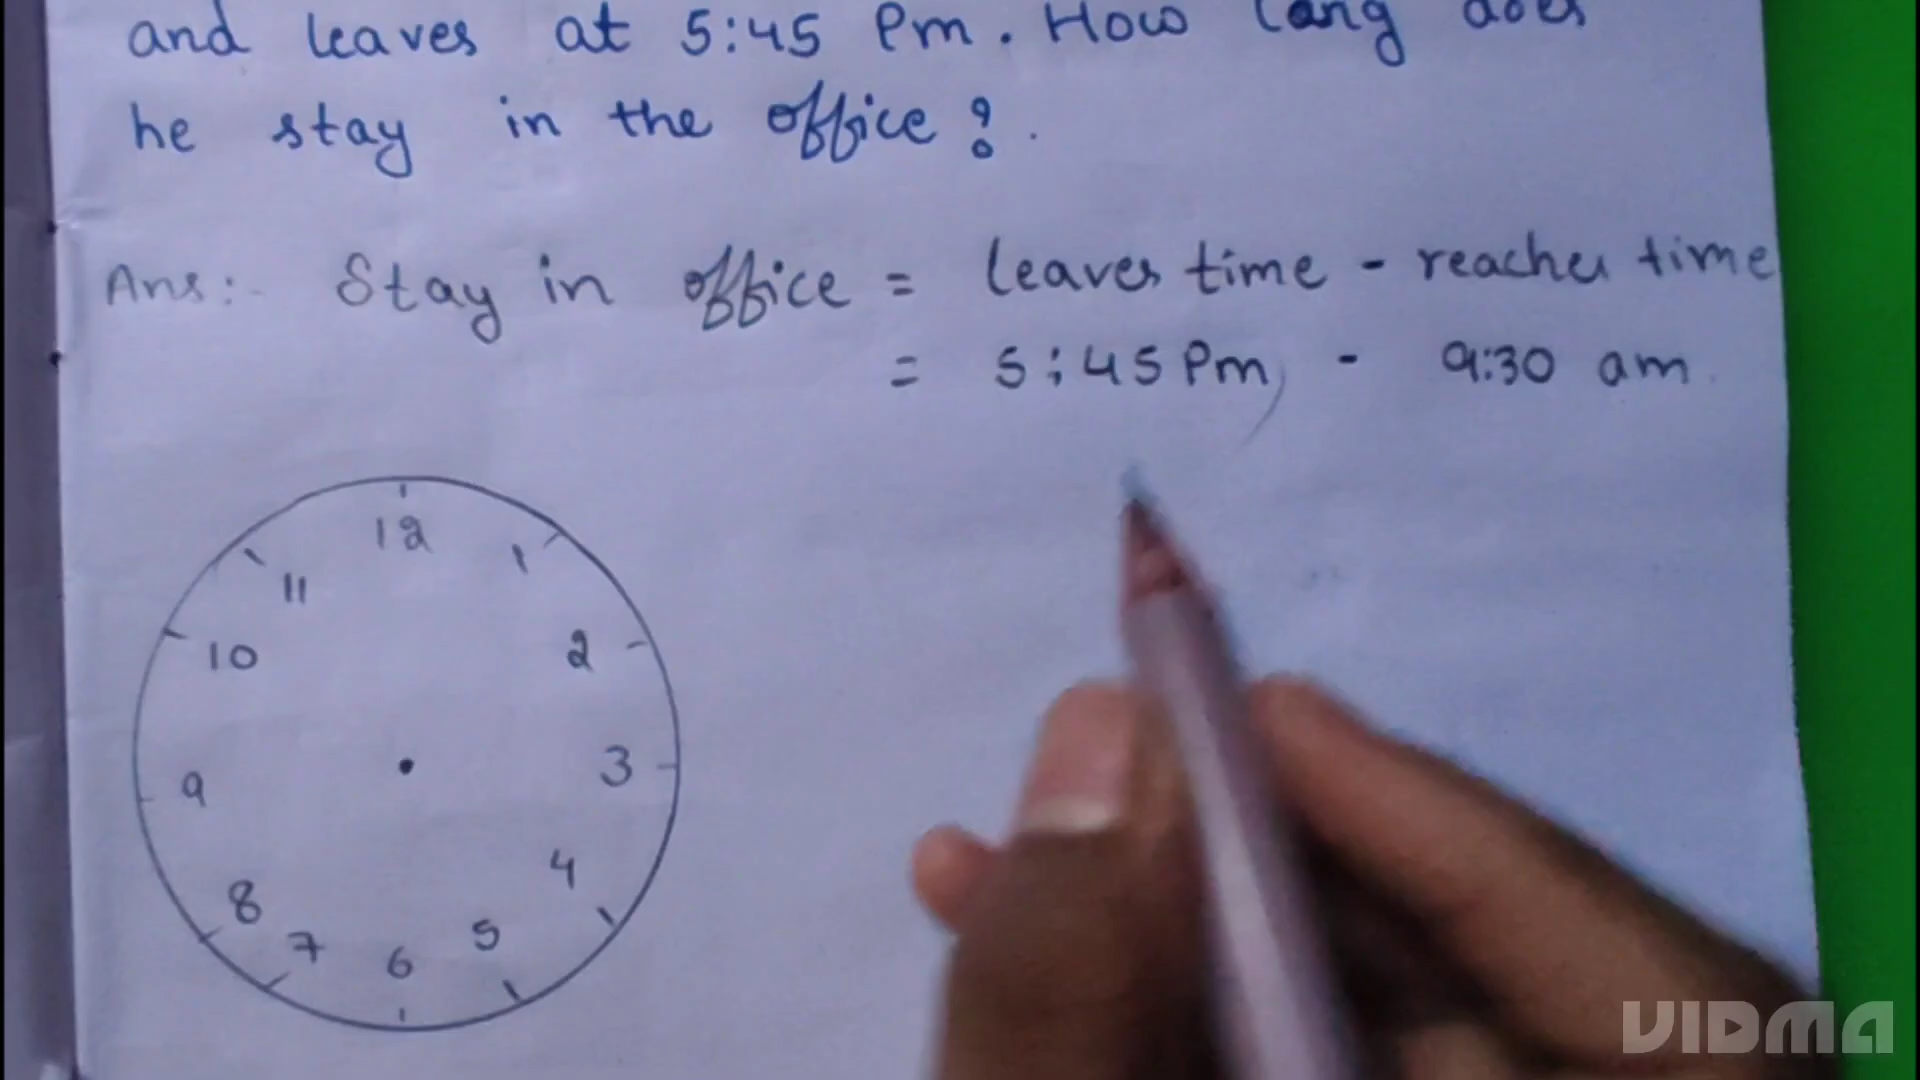 and leaves at 5:45 Pm. How long does
he stay in the office?.
Ans:- Stay in office = leaves time - reaches time
= 5:45 Pm, - 9:30 am
12
11
1
10
2
9
3
8
4
7
5
6
VIDMA